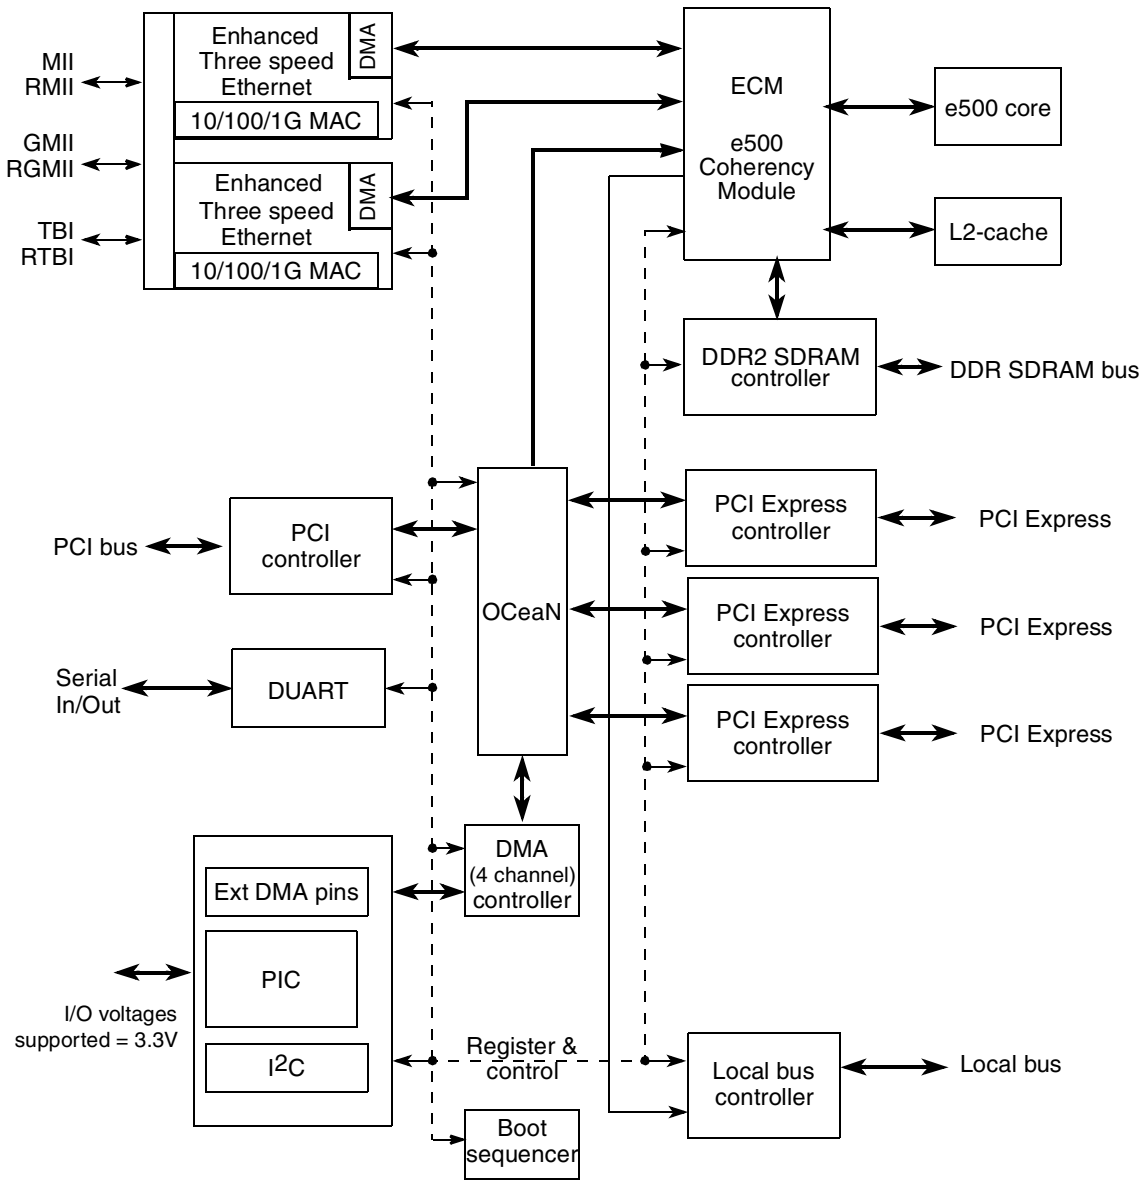 MII
RMII
GMII
RGMII
TBI
RTBI
Enhanced
Three speed
Ethernet
DMA
10/100/1G MAC
Enhanced
Three speed
Ethernet
DMA
10/100/1G MAC
ECM
e500
Coherency
Module
e500 core
L2-cache
DDR2 SDRAM
controller
DDR SDRAM bus
PCI bus
PCI
controller
OCeaN
PCI Express
controller
PCI Express
PCI Express
controller
PCI Express
PCI Express
controller
PCI Express
Serial
In/Out
DUART
DMA
(4 channel)
controller
Ext DMA pins
PIC
I2C
I/O voltages
supported = 3.3V
Register &
control
Local bus
controller
Local bus
Boot
sequencer